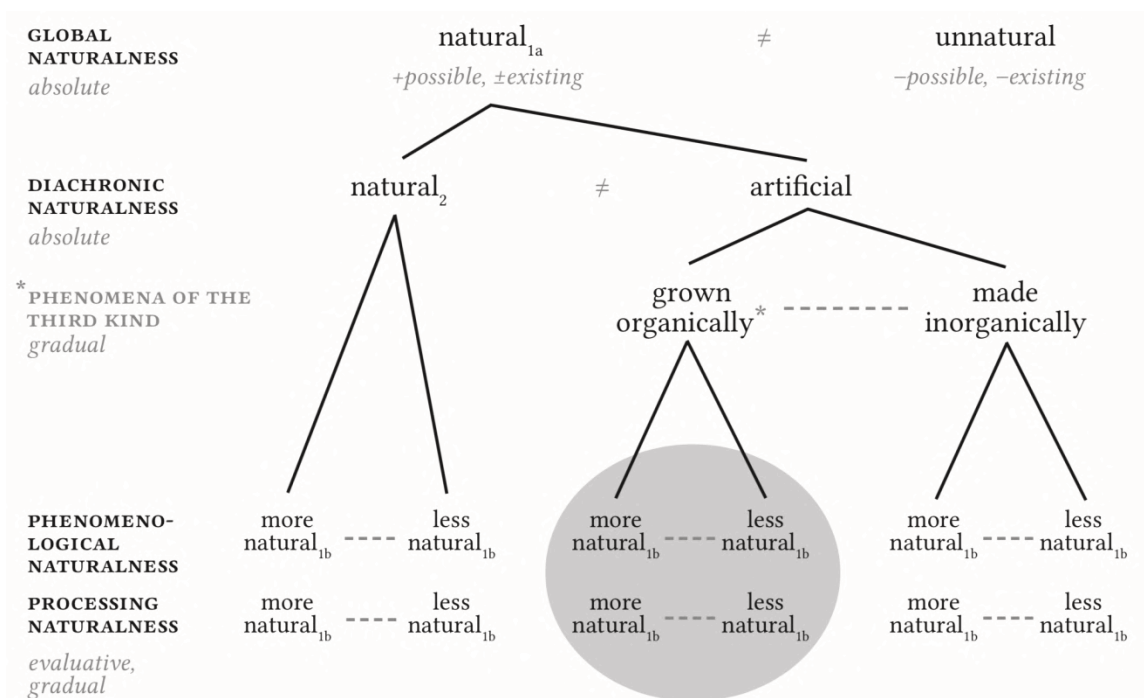 GLOBAL NATURALNESS
absolute
natural1a ≠ unnatural
+possible, ±existing –possible, –existing
DIACHRONIC NATURALNESS
absolute
natural2 ≠ artificial
*PHENOMENA OF THE THIRD KIND
gradual
grown organically* made inorganically
PHENOMENO-
LOGICAL
NATURALNESS
more natural1b less natural1b more natural1b less natural1b more natural1b less natural1b
PROCESSING
NATURALNESS
more natural1b less natural1b more natural1b less natural1b more natural1b less natural1b
evaluative,
gradual